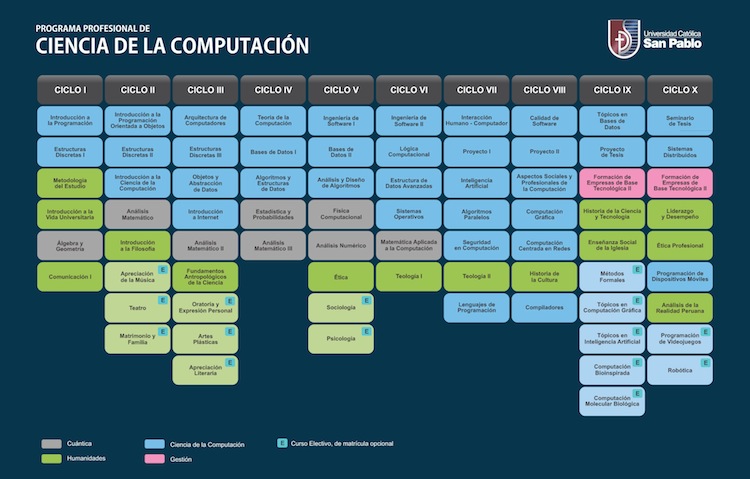 PROGRAMA PROFESIONAL DE
CIENCIA DE LA COMPUTACIÓN
Universidad Católica
San Pablo
CICLO I
CICLO II
CICLO III
CICLO IV
CICLO V
CICLO VI
CICLO VII
CICLO VIII
CICLO IX
CICLO X
Introducción a
la Programación
Introducción a la
Programación
Orientada a Objetos
Arquitectura de
Computadores
Teoría de la
Computación
Ingeniería de
Software I
Ingeniería de
Software II
Interacción
Humano - Computador
Calidad de
Software
Tópicos en
Bases de
Datos
Seminario
de Tesis
Estructuras
Discretas I
Estructuras
Discretas II
Estructuras
Discretas III
Bases de Datos I
Bases de
Datos II
Lógica
Computacional
Proyecto I
Proyecto II
Proyecto
de Tesis
Sistemas
Distribuidos
Metodología
del Estudio
Introducción a la
Ciencia de la
Computación
Objetos y
Abstracción de
Datos
Algoritmos y
Estructuras de
Datos
Análisis y Diseño
de Algoritmos
Estructura de
Datos Avanzadas
Inteligencia
Artificial
Aspectos Sociales y
Profesionales de la
Computación
Formación de
Empresas de Base
Tecnológica I
Formación de
Empresas de
Base Tecnológica II
Introducción a la
Vida Universitaria
Análisis
Matemático
Introducción
a Internet
Estadística y
Probabilidades
Física
Computacional
Sistemas
Operativos
Algoritmos
Paralelos
Computación
Gráfica
Historia de la Ciencia
y Tecnología
Liderazgo
y Desempeño
Álgebra y
Geometría
Introducción a
la Filosofía
Análisis
Matemático II
Análisis
Matemático III
Análisis Numérico
Matemática Aplicada
a la Computación
Seguridad
en Computación
Computación
Centrada en Redes
Enseñanza Social
de la Iglesia
Ética Profesional
Comunicación I
Apreciación
de la Música
E
Fundamentos
Antropológicos
de la Ciencia
Ética
Teología I
Teología II
Historia de
la Cultura
Métodos
Formales
E
Programación de
Dispositivos Móviles
Teatro
E
Oratoria y
Expresión Personal
E
Sociología
E
Lenguajes de
Programación
Compiladores
Tópicos en
Computación Gráfica
E
Análisis de la
Realidad Peruana
Matrimonio y
Familia
E
Artes
Plásticas
E
Psicología
E
Tópicos en
Inteligencia Artificial
E
Programación
de Videojuegos
E
Apreciación
Literaria
E
Computación
Bioinspirada
E
Robótica
E
Computación
Molecular Biológica
E
Cuántica
Ciencia de la Computación
E
Curso Electivo, de matrícula opcional
Humanidades
Gestión